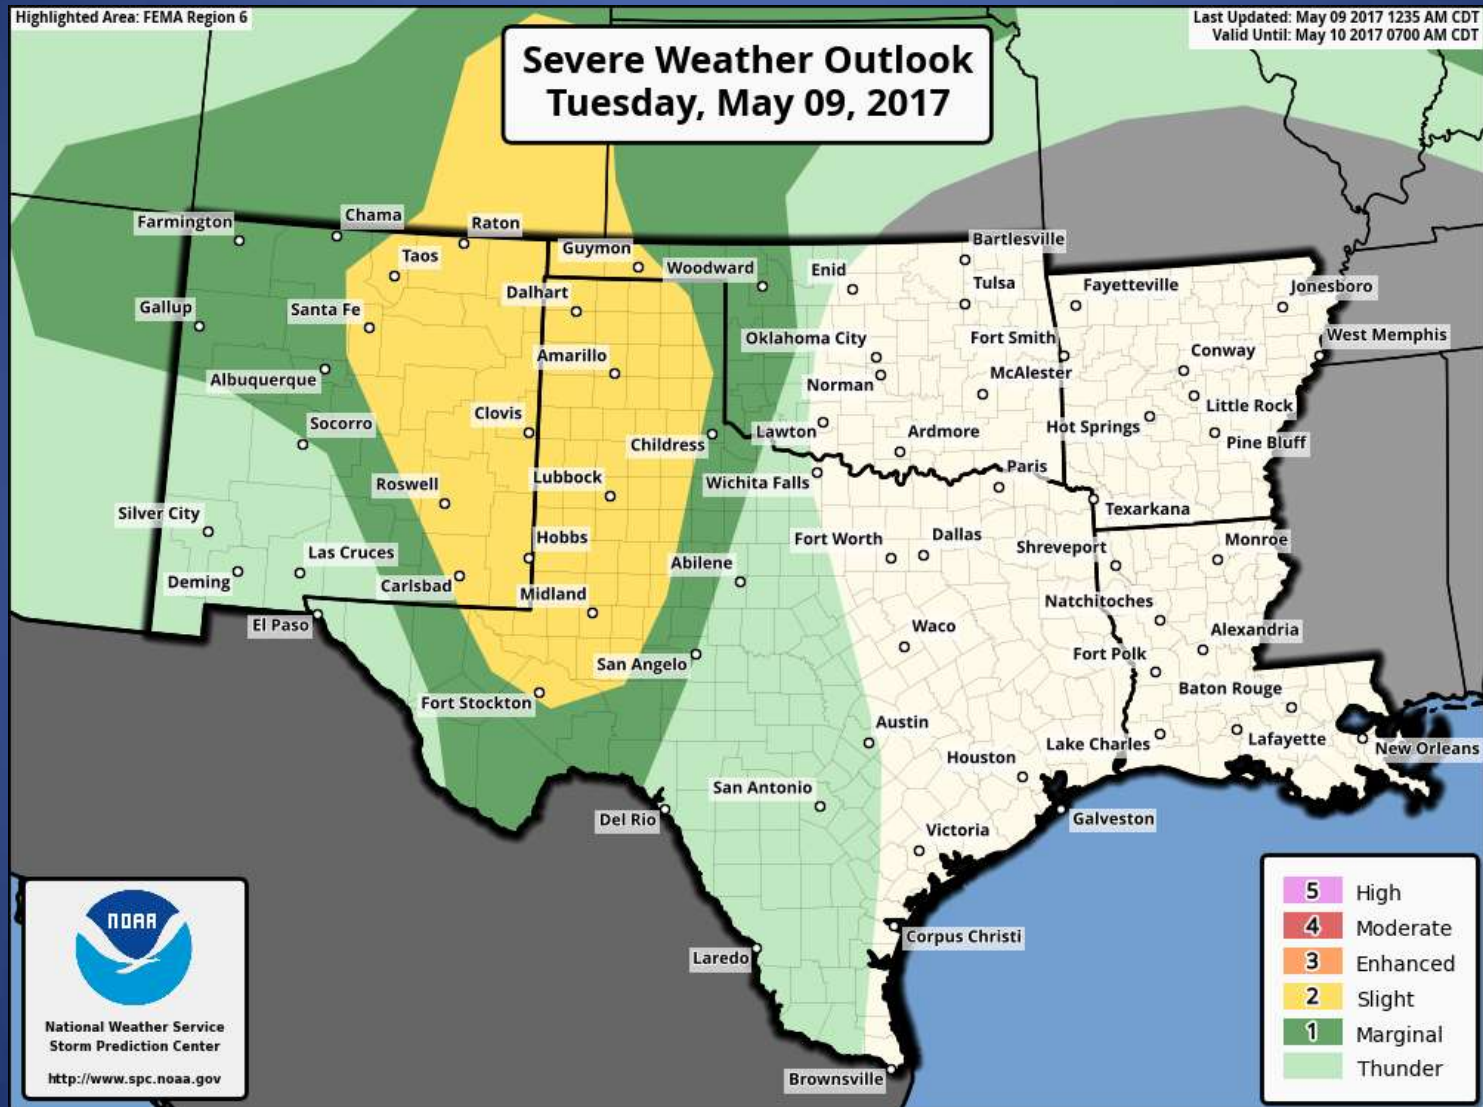 Highlighted Area: FEMA Region 6
Last Updated: May 09 2017 1235 AM CDT
Valid Until: May 10 2017 0700 AM CDT
Severe Weather Outlook
Tuesday, May 09, 2017
Farmington
Chama
Raton
Taos
Guymon
Woodward
Enid
Bartlesville
Tulsa
Fayetteville
Jonesboro
Gallup
Santa Fe
Dalhart
Oklahoma City
Fort Smith
West Memphis
Albuquerque
Amarillo
Norman
McAlester
Conway
Little Rock
Socorro
Clovis
Childress
Lawton
Ardmore
Hot Springs
Pine Bluff
Roswell
Lubbock
Wichita Falls
Paris
Texarkana
Silver City
Las Cruces
Hobbs
Abilene
Fort Worth
Dallas
Shreveport
Monroe
Deming
Carlsbad
Midland
Natchitoches
El Paso
San Angelo
Waco
Alexandria
Fort Polk
Fort Stockton
Baton Rouge
Austin
Houston
Lake Charles
Lafayette
New Orleans
San Antonio
Del Rio
Victoria
Galveston
Laredo
Corpus Christi
Brownsville
NOAA
National Weather Service
Storm Prediction Center
http://www.spc.noaa.gov
5 High
4 Moderate
3 Enhanced
2 Slight
1 Marginal
Thunder